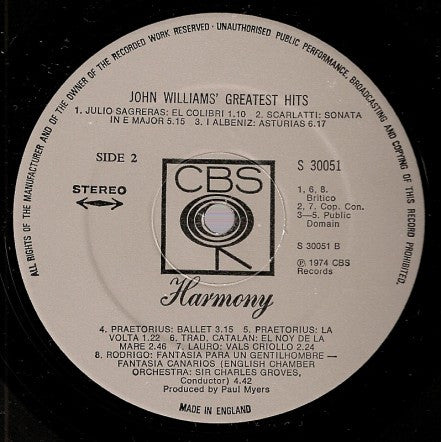 ALL RIGHTS OF THE MANUFACTURER AND OF THE OWNER OF THE RECORDED WORK RESERVED · UNAUTHORISED PUBLIC PERFORMANCE, BROADCASTING AND COPYING OF THIS RECORD PROHIBITED.
JOHN WILLIAMS' GREATEST HITS
1. JULIO SAGRERAS: EL COLIBRI 1.10 2. SCARLATTI: SONATA
IN E MAJOR 5.15 3. I ALBENIZ: ASTURIAS 6.17
SIDE 2
STEREO
CBS
S 30051
1, 6, 8.
Britico
2. 7. Cop. Con.
3—5. Public
Domain
S 30051 B
℗ 1974 CBS
Records
Harmony
4. PRAETORIUS: BALLET 3.15 5. PRAETORIUS: LA
VOLTA 1.22 6. TRAD. CATALAN: EL NOY DE LA
MARE 2.46 7. LAURO: VALS CRIOLLO 2.24
8. RODRIGO: FANTASIA PARA UN GENTILHOMBRE —
FANTASIA CANARIOS (ENGLISH CHAMBER
ORCHESTRA: SIR CHARLES GROVES,
Conductor) 4.42
Produced by Paul Myers
MADE IN ENGLAND